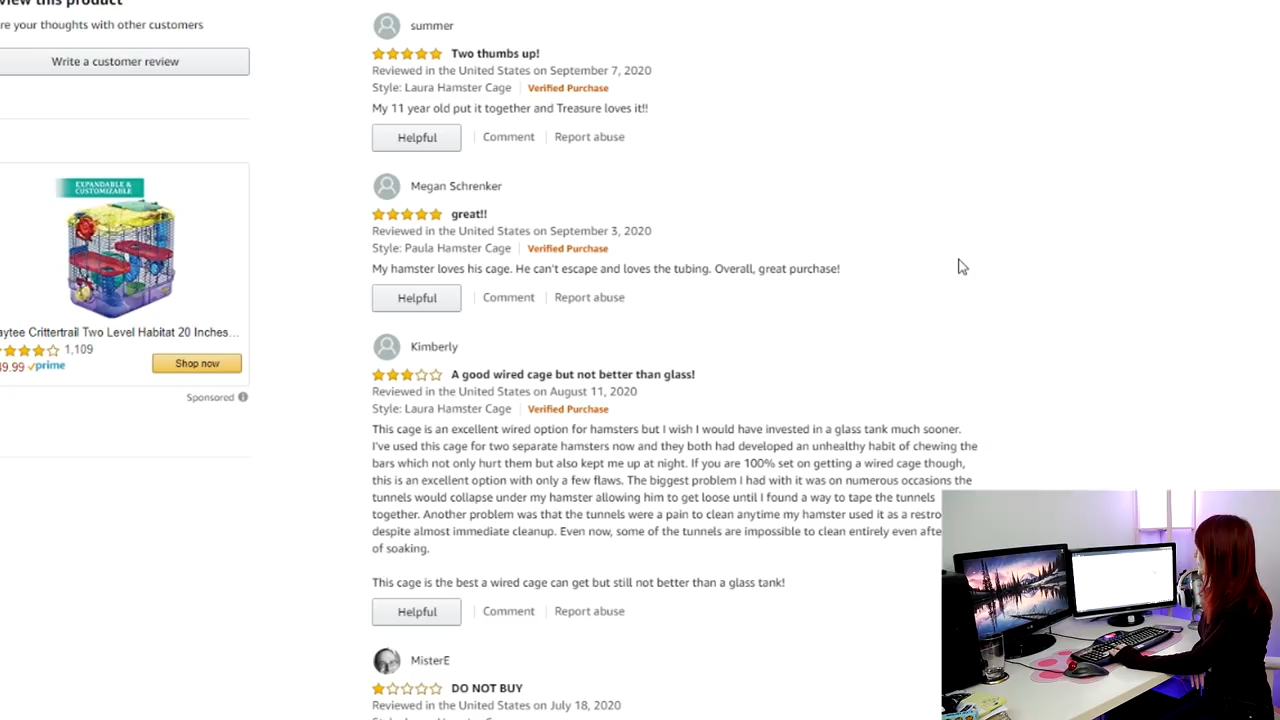 view this product
re your thoughts with other customers
Write a customer review
EXPANDABLE &
CUSTOMIZABLE
aytee Crittertrail Two Level Habitat 20 Inches...
1,109
49.99 prime
Shop now
Sponsored
summer
Two thumbs up!
Reviewed in the United States on September 7, 2020
Style: Laura Hamster Cage | Verified Purchase
My 11 year old put it together and Treasure loves it!!
Helpful | Comment | Report abuse
Megan Schrenker
great!!
Reviewed in the United States on September 3, 2020
Style: Paula Hamster Cage | Verified Purchase
My hamster loves his cage. He can't escape and loves the tubing. Overall, great purchase!
Helpful | Comment | Report abuse
Kimberly
A good wired cage but not better than glass!
Reviewed in the United States on August 11, 2020
Style: Laura Hamster Cage | Verified Purchase
This cage is an excellent wired option for hamsters but I wish I would have invested in a glass tank much sooner.
I've used this cage for two separate hamsters now and they both had developed an unhealthy habit of chewing the
bars which not only hurt them but also kept me up at night. If you are 100% set on getting a wired cage though,
this is an excellent option with only a few flaws. The biggest problem I had with it was on numerous occasions the
tunnels would collapse under my hamster allowing him to get loose until I found a way to tape the tunnels
together. Another problem was that the tunnels were a pain to clean anytime my hamster used it as a restro
despite almost immediate cleanup. Even now, some of the tunnels are impossible to clean entirely even afte
of soaking.
This cage is the best a wired cage can get but still not better than a glass tank!
Helpful | Comment | Report abuse
MisterE
DO NOT BUY
Reviewed in the United States on July 18, 2020